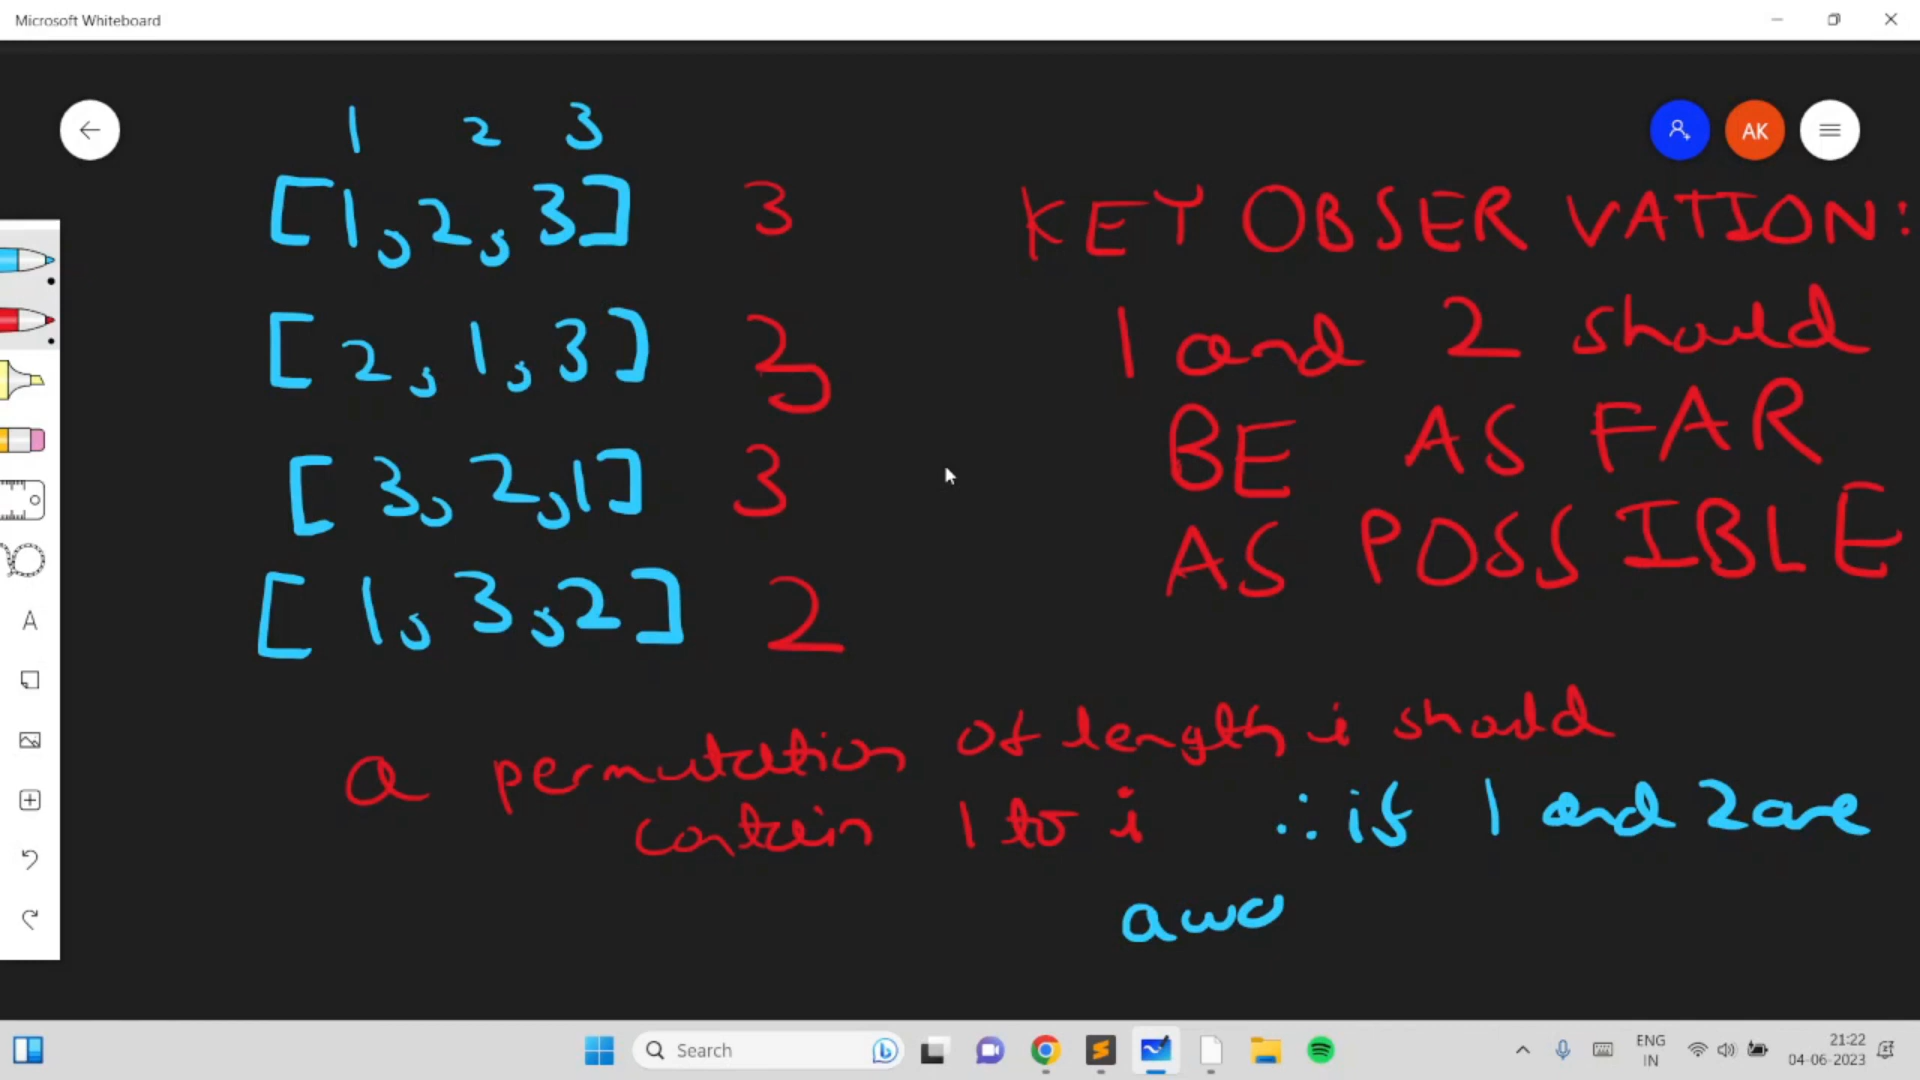 Microsoft Whiteboard
1 2 3
[1,2,3] 3
[2,1,3] 2
[3,2,1] 3
[1,3,2] 2
KEY OBSERVATION:
1 and 2 should
BE AS FAR
AS POSSIBLE
a permutation of length i should
contain 1 to i
∴ if 1 and 2 are
awa
AK
A
Search
ENG
IN
21:22
04-06-2023